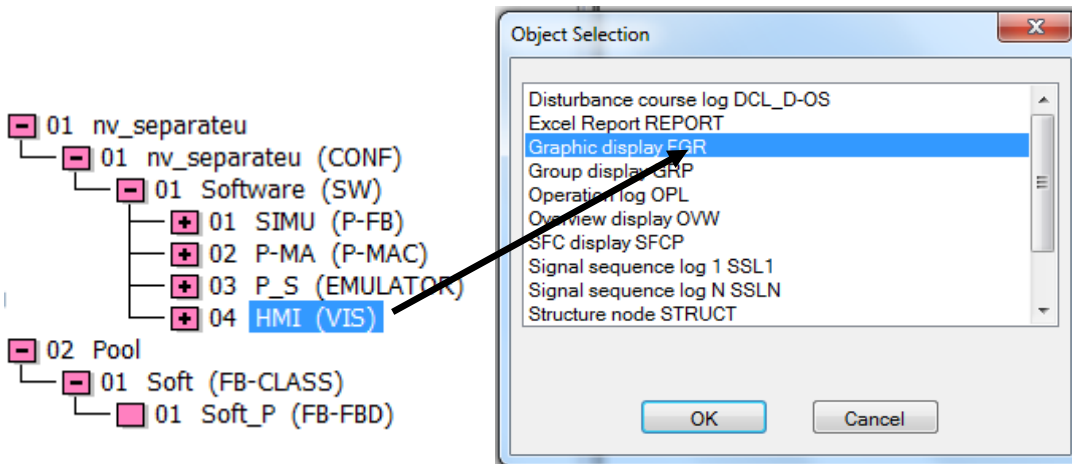 01 nv_separateu
01 nv_separateu (CONF)
01 Software (SW)
01 SIMU (P-FB)
02 P-MA (P-MAC)
03 P_S (EMULATOR)
04 HMI (VIS)
02 Pool
01 Soft (FB-CLASS)
01 Soft_P (FB-FBD)
Object Selection
Disturbance course log DCL_D-OS
Excel Report REPORT
Graphic display FGR
Group display GRP
Operation log OPL
Overview display OVW
SFC display SFCP
Signal sequence log 1 SSL1
Signal sequence log N SSLN
Structure node STRUCT
OK
Cancel